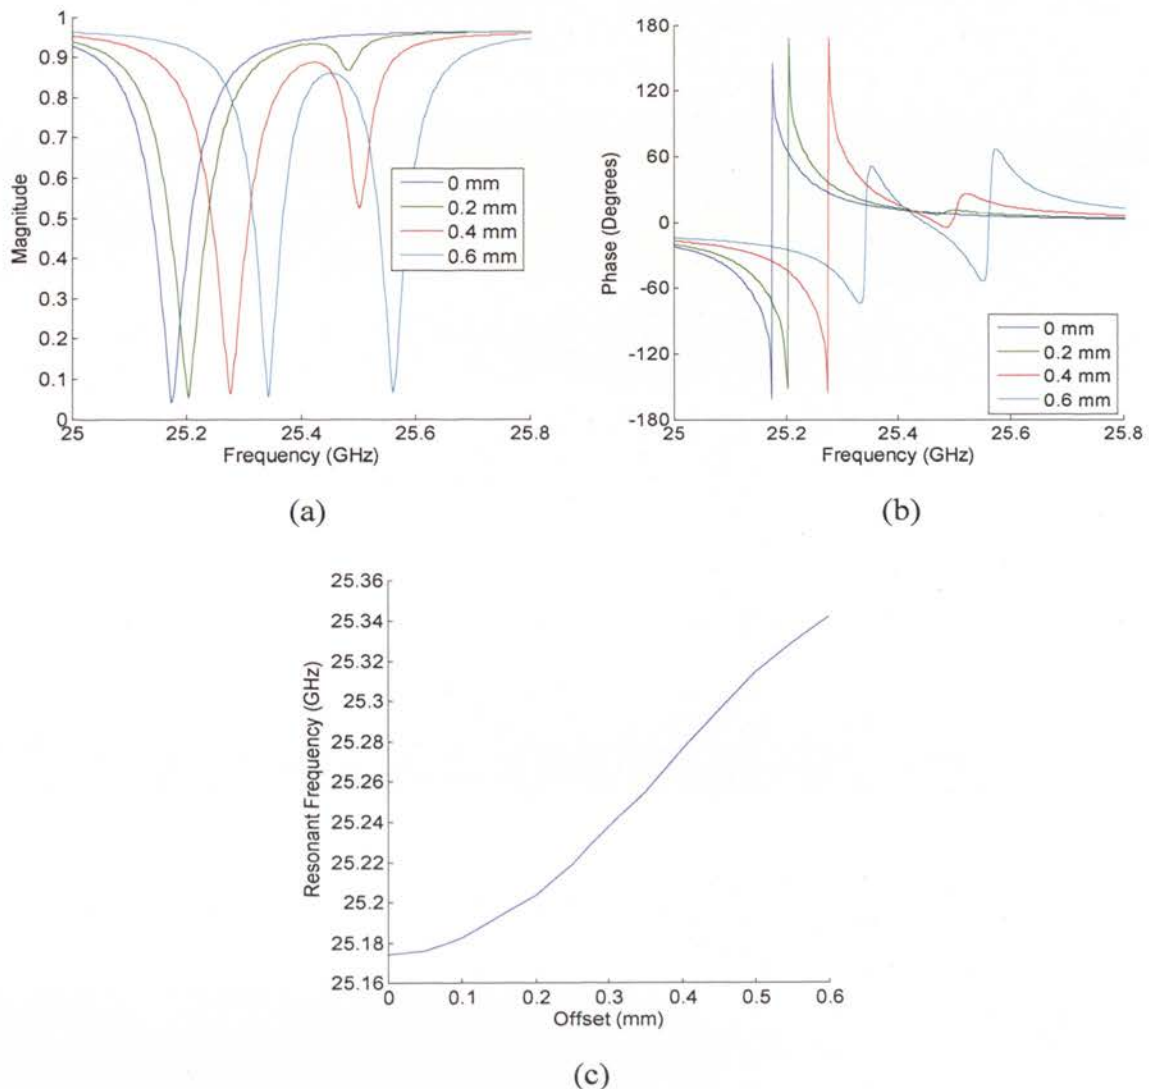 1
0.9
0.8
0.7
0.6
0.5
0.4
0.3
0.2
0.1
0
Magnitude
0 mm
0.2 mm
0.4 mm
0.6 mm
25 25.2 25.4 25.6 25.8
Frequency (GHz)
(a)
180
120
60
0
-60
-120
-180
Phase (Degrees)
0 mm
0.2 mm
0.4 mm
0.6 mm
25 25.2 25.4 25.6 25.8
Frequency (GHz)
(b)
25.36
25.34
25.32
25.3
25.28
25.26
25.24
25.22
25.2
25.18
25.16
Resonant Frequency (GHz)
0 0.1 0.2 0.3 0.4 0.5 0.6
Offset (mm)
(c)